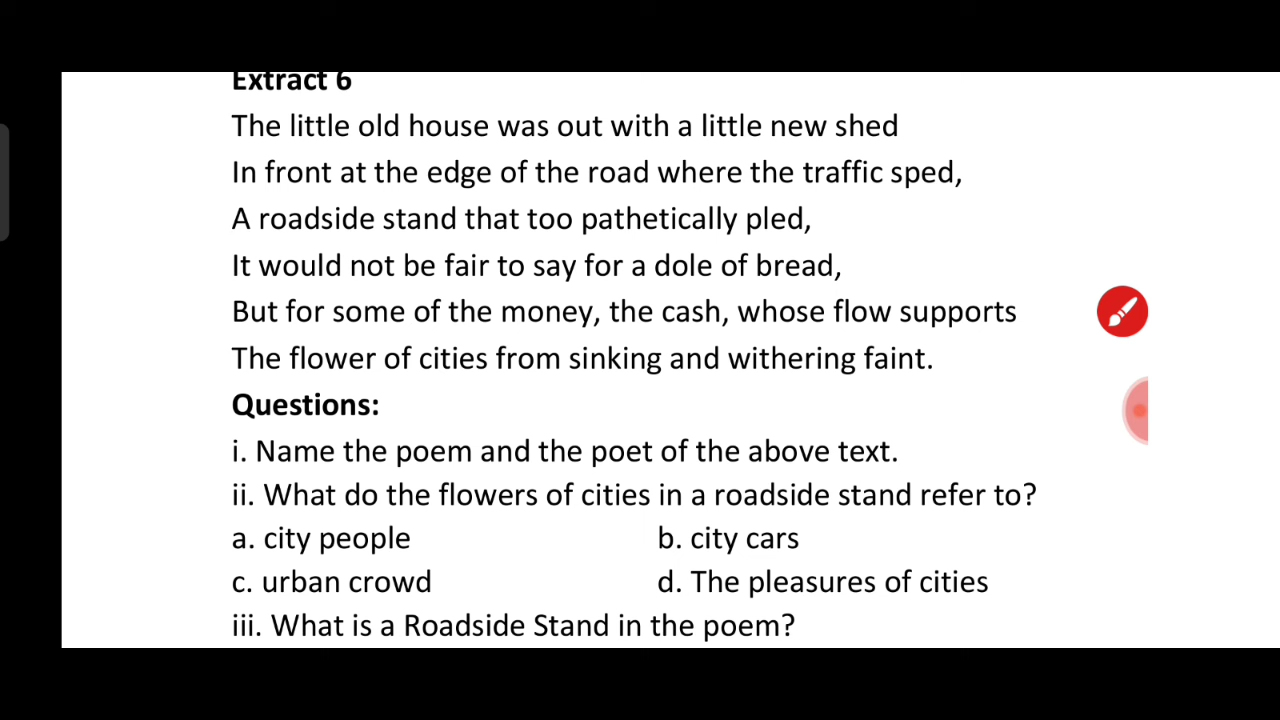 Extract 6
The little old house was out with a little new shed
In front at the edge of the road where the traffic sped,
A roadside stand that too pathetically pled,
It would not be fair to say for a dole of bread,
But for some of the money, the cash, whose flow supports
The flower of cities from sinking and withering faint.
Questions:
i. Name the poem and the poet of the above text.
ii. What do the flowers of cities in a roadside stand refer to?
a. city people b. city cars
c. urban crowd d. The pleasures of cities
iii. What is a Roadside Stand in the poem?